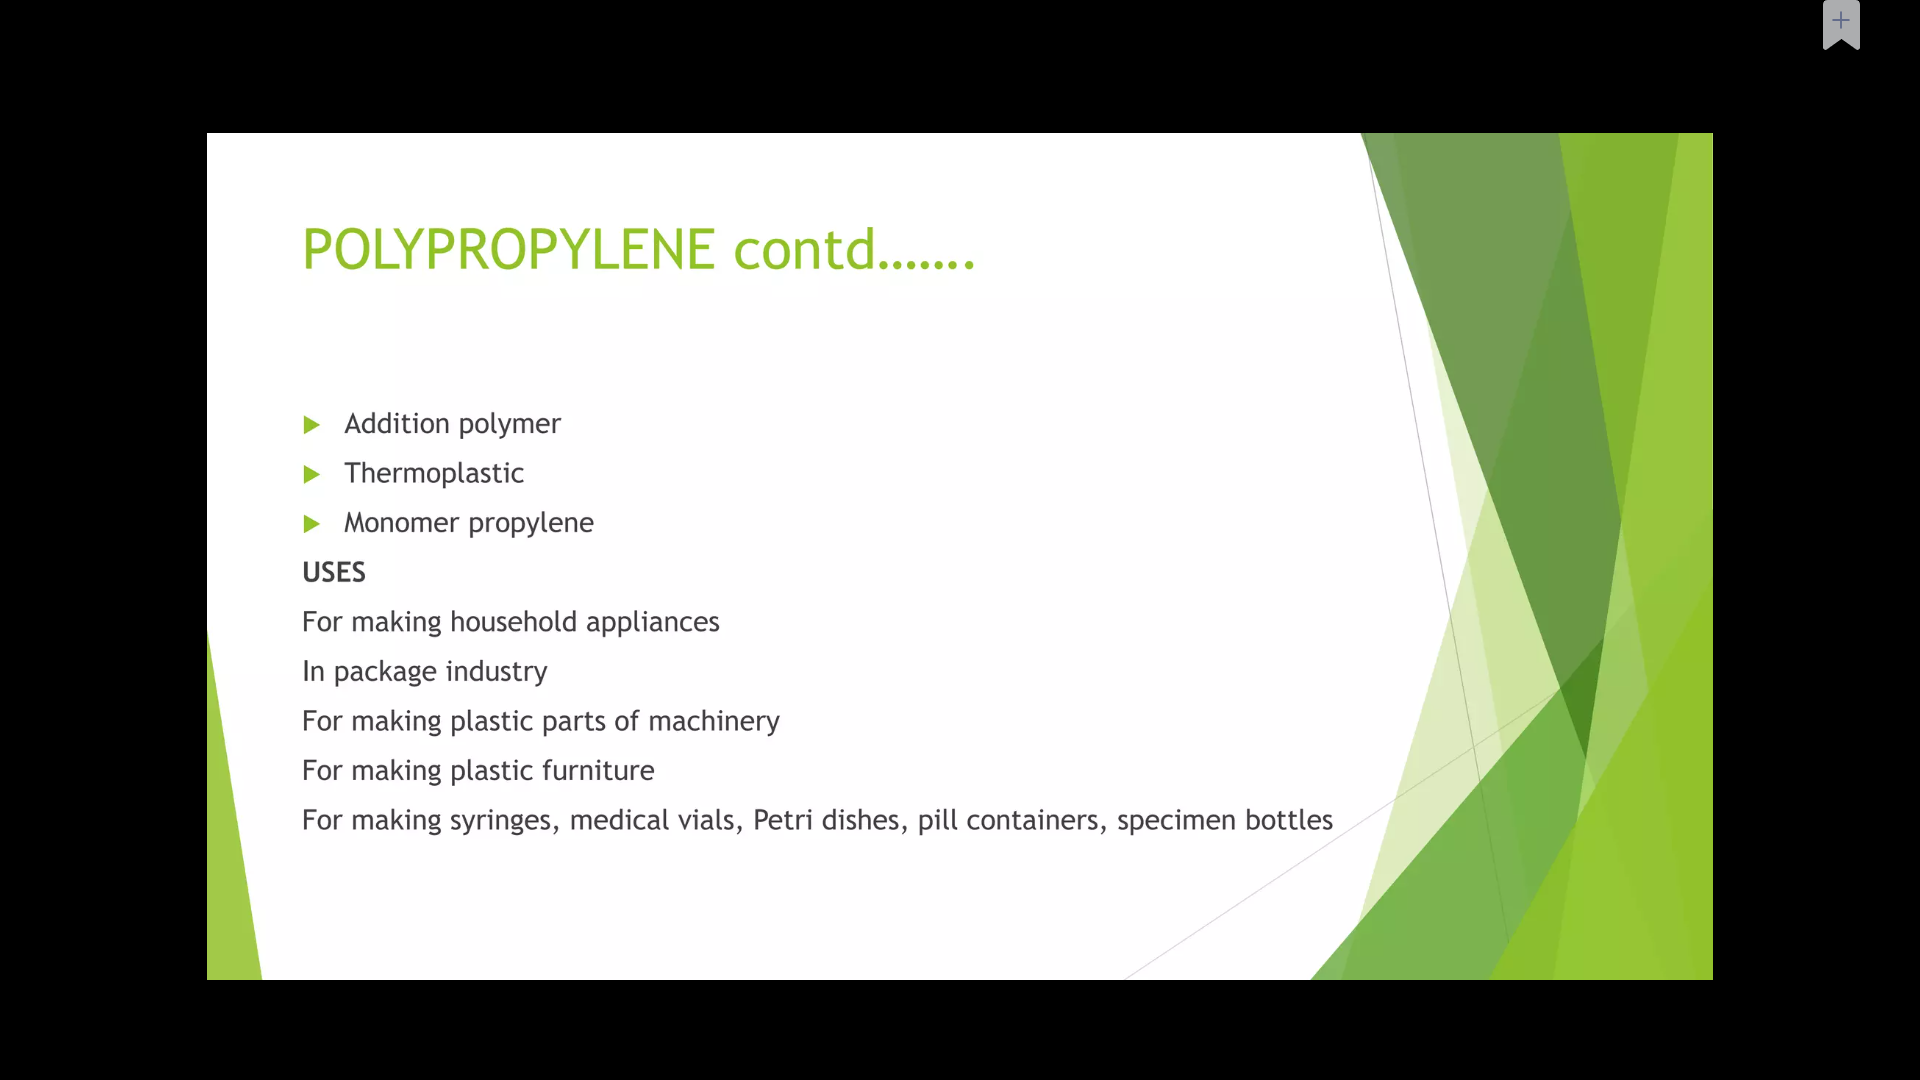 POLYPROPYLENE contd.......
Addition polymer
Thermoplastic
Monomer propylene
USES
For making household appliances
In package industry
For making plastic parts of machinery
For making plastic furniture
For making syringes, medical vials, Petri dishes, pill containers, specimen bottles